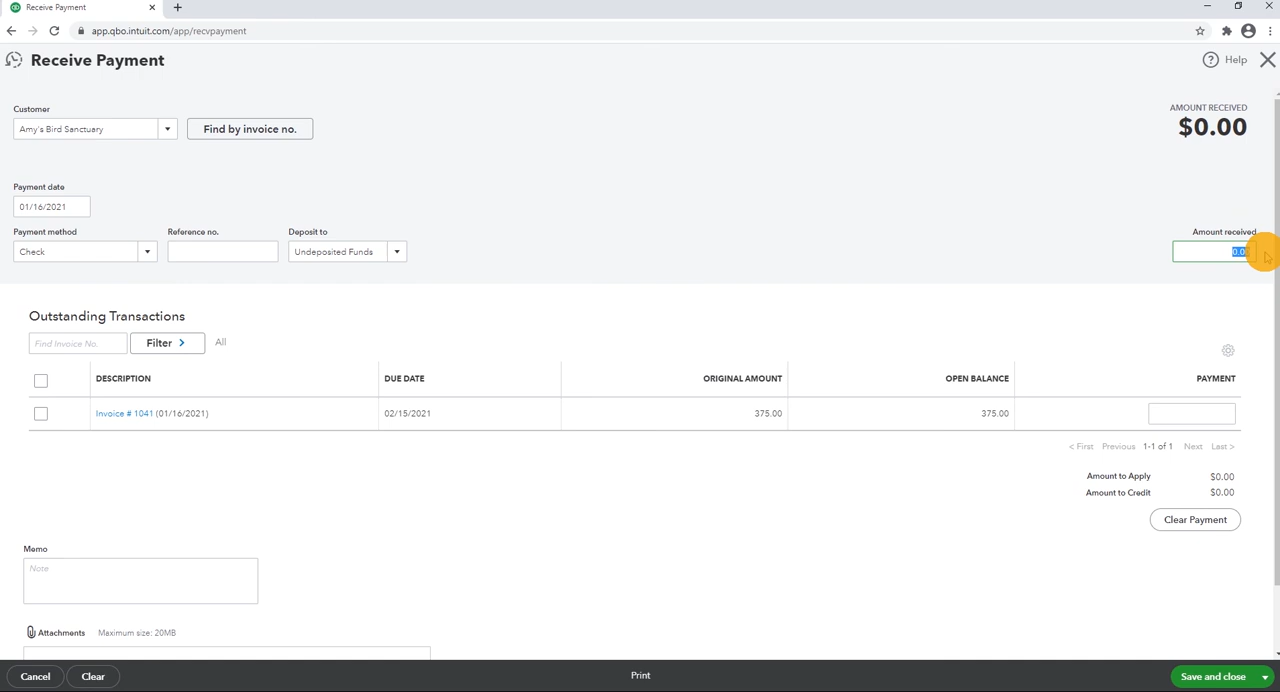 Receive Payment
app.qbo.intuit.com/app/recvpayment
Receive Payment
Help
Customer
AMOUNT RECEIVED
Amy's Bird Sanctuary
Find by invoice no.
$0.00
Payment date
01/16/2021
Payment method Reference no. Deposit to Amount received
Check Undeposited Funds
Outstanding Transactions
Find Invoice No. Filter All
DESCRIPTION DUE DATE ORIGINAL AMOUNT OPEN BALANCE PAYMENT
Invoice # 1041 (01/16/2021) 02/15/2021 375.00 375.00
< First Previous 1-1 of 1 Next Last >
Amount to Apply $0.00
Amount to Credit $0.00
Clear Payment
Memo
Note
Attachments Maximum size: 20MB
Cancel Clear Print Save and close